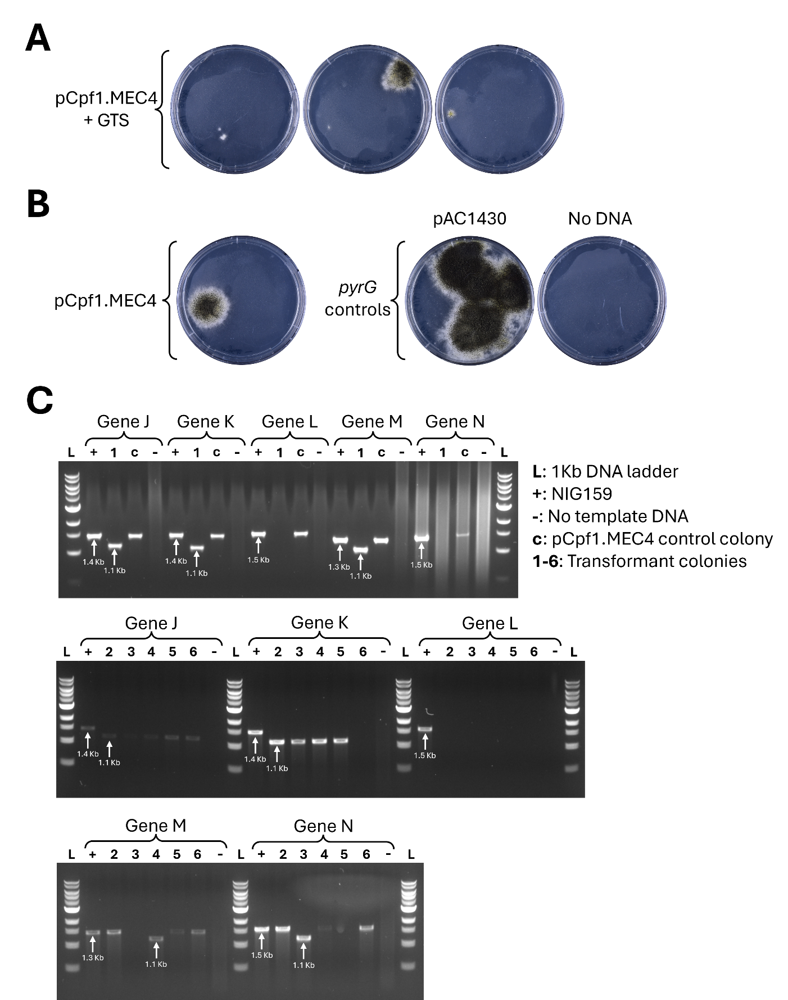 A
pCpf1.MEC4
+ GTS
B
pAC1430 No DNA
pCpf1.MEC4
pyrG
controls
C
Gene J Gene K Gene L Gene M Gene N
L + 1 c - + 1 c - + 1 c - + 1 c - + 1 c - L
1.4 Kb 1.1 Kb 1.4 Kb 1.1 Kb 1.5 Kb 1.3 Kb 1.1 Kb 1.5 Kb
L: 1Kb DNA ladder
+: NIG159
-: No template DNA
c: pCpf1.MEC4 control colony
1-6: Transformant colonies
Gene J Gene K Gene L
L + 2 3 4 5 6 - L + 2 3 4 5 6 - L + 2 3 4 5 6 - L
1.4 Kb 1.1 Kb 1.4 Kb 1.1 Kb 1.5 Kb
Gene M Gene N
L + 2 3 4 5 6 - L + 2 3 4 5 6 - L
1.3 Kb 1.1 Kb 1.5 Kb 1.1 Kb